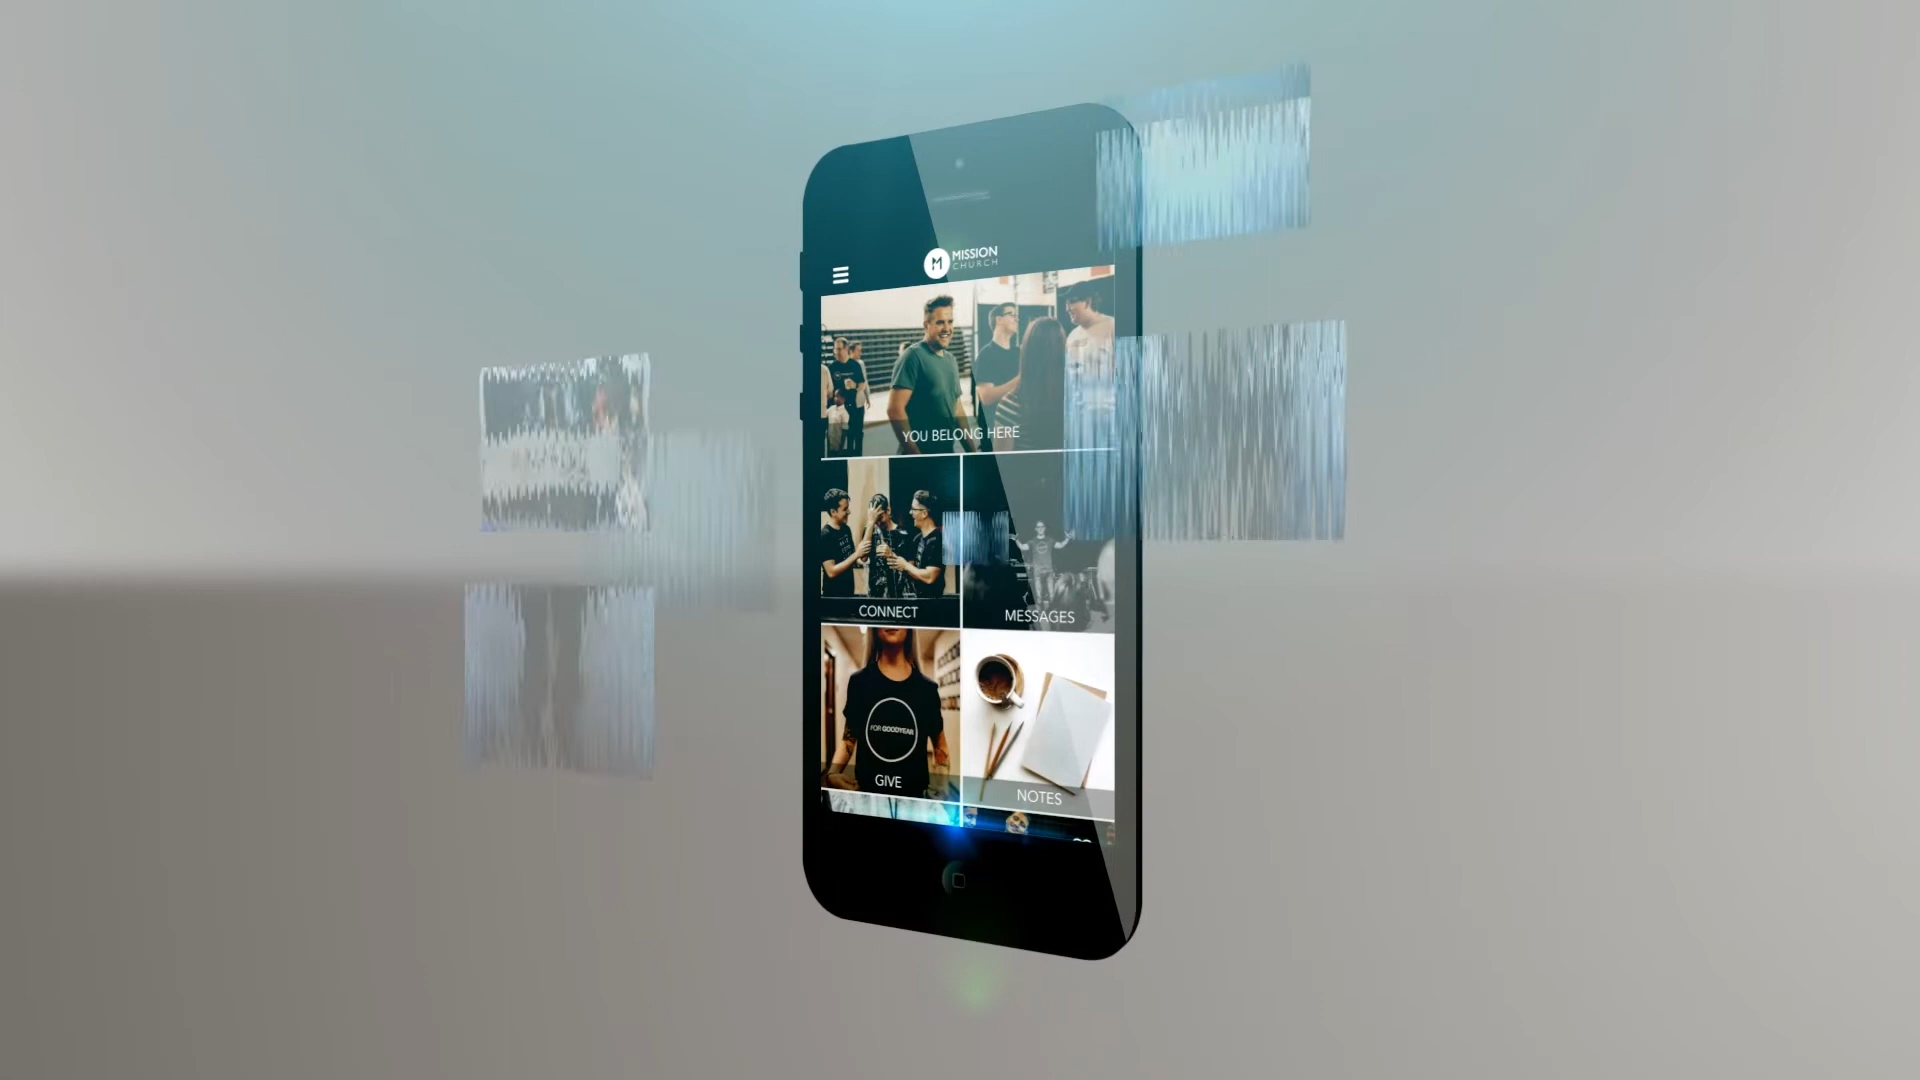 MISSION
CHURCH
YOU BELONG HERE
CONNECT
MESSAGES
FOR GOODYEAR
GIVE
NOTES